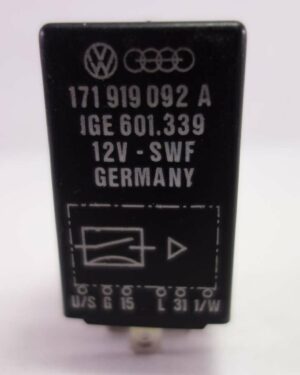 171 919 092 A
IGE 601.339
12V - SWF
GERMANY
U/S G 15 L 31 1/W